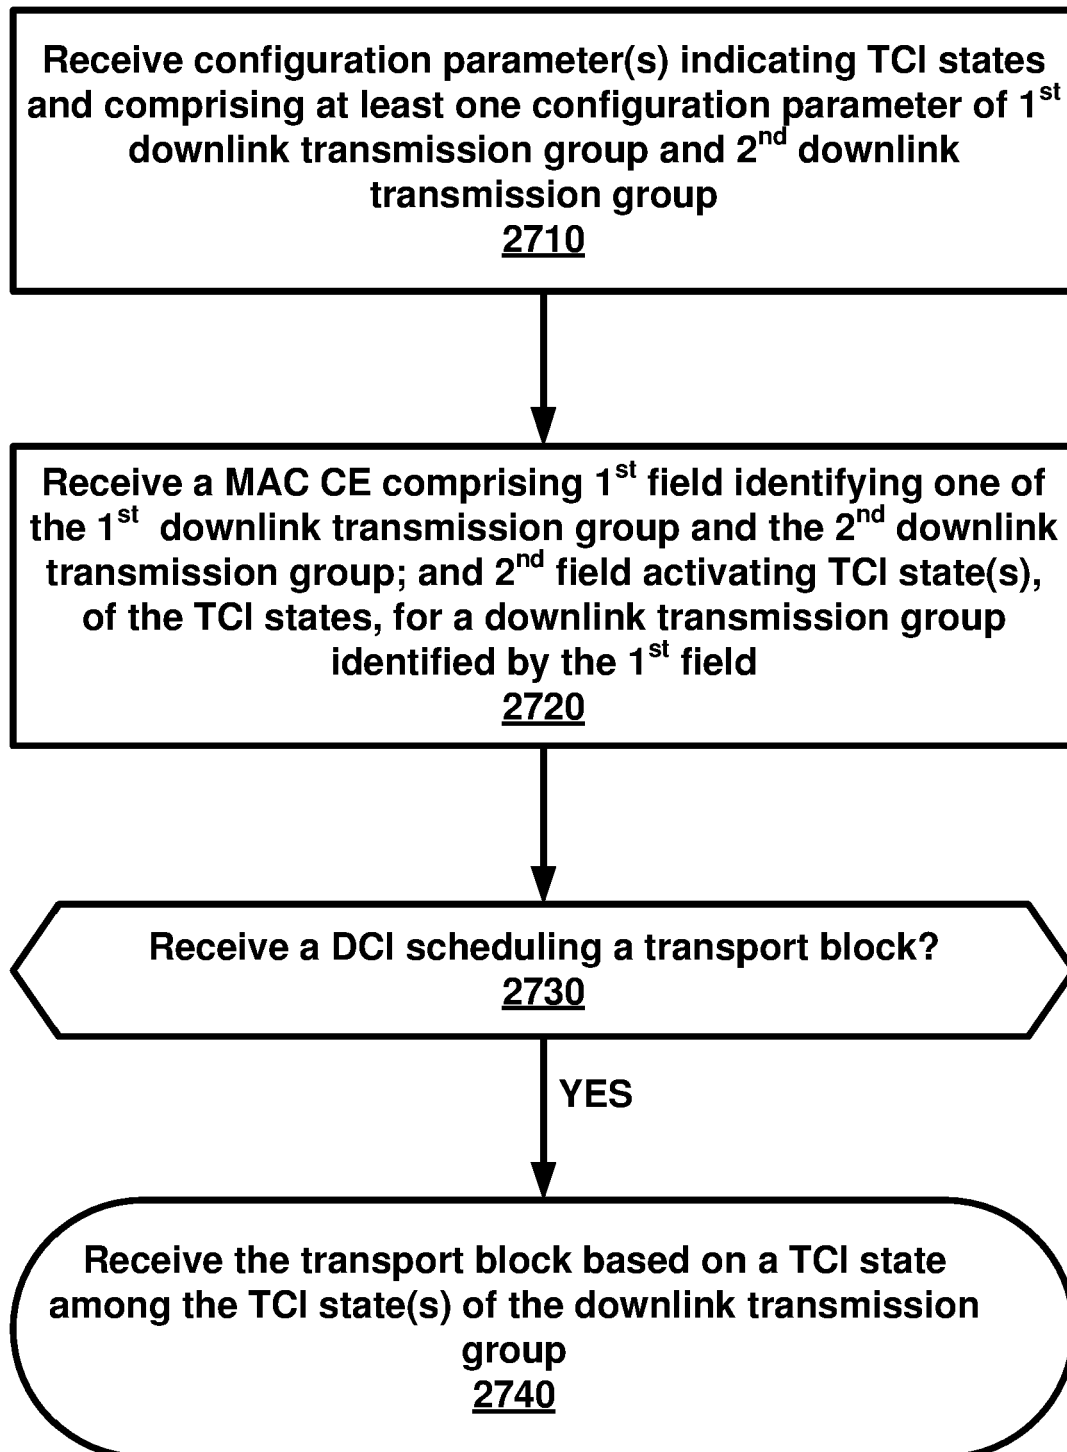 Receive configuration parameter(s) indicating TCI states
and comprising at least one configuration parameter of 1st
downlink transmission group and 2nd downlink
transmission group
2710
Receive a MAC CE comprising 1st field identifying one of
the 1st downlink transmission group and the 2nd downlink
transmission group; and 2nd field activating TCI state(s),
of the TCI states, for a downlink transmission group
identified by the 1st field
2720
Receive a DCI scheduling a transport block?
2730
YES
Receive the transport block based on a TCI state
among the TCI state(s) of the downlink transmission
group
2740